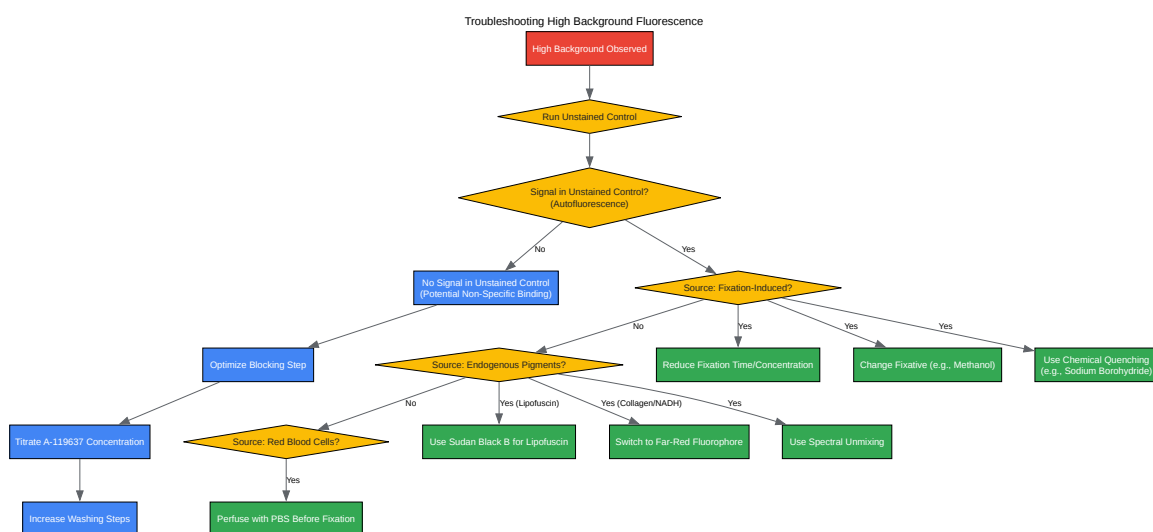 Troubleshooting High Background Fluorescence
High Background Observed
Run Unstained Control
Signal in Unstained Control?
(Autofluorescence)
No
Yes
No Signal in Unstained Control
(Potential Non-Specific Binding)
Source: Fixation-Induced?
No
Yes
Yes
Yes
Optimize Blocking Step
Source: Endogenous Pigments?
Reduce Fixation Time/Concentration
Change Fixative (e.g., Methanol)
Use Chemical Quenching
(e.g., Sodium Borohydride)
No
Yes (Lipofuscin)
Yes (Collagen/NADH)
Yes
Titrate A-119637 Concentration
Source: Red Blood Cells?
Use Sudan Black B for Lipofuscin
Switch to Far-Red Fluorophore
Use Spectral Unmixing
Yes
Increase Washing Steps
Perfuse with PBS Before Fixation